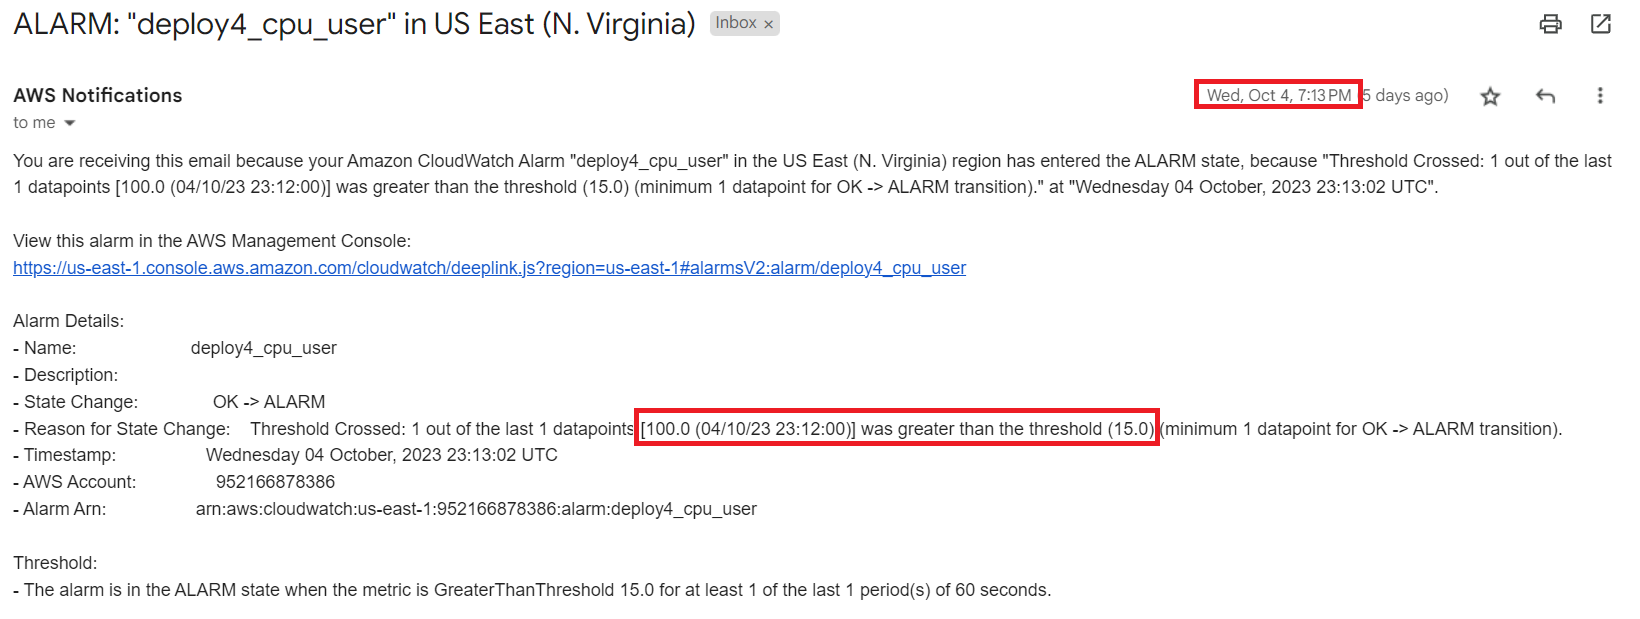 ALARM: "deploy4_cpu_user" in US East (N. Virginia) Inbox ×
AWS Notifications Wed, Oct 4, 7:13 PM 5 days ago)
to me
You are receiving this email because your Amazon CloudWatch Alarm "deploy4_cpu_user" in the US East (N. Virginia) region has entered the ALARM state, because "Threshold Crossed: 1 out of the last
1 datapoints [100.0 (04/10/23 23:12:00)] was greater than the threshold (15.0) (minimum 1 datapoint for OK -> ALARM transition)." at "Wednesday 04 October, 2023 23:13:02 UTC".
View this alarm in the AWS Management Console:
https://us-east-1.console.aws.amazon.com/cloudwatch/deeplink.js?region=us-east-1#alarmsV2:alarm/deploy4_cpu_user
Alarm Details:
- Name: deploy4_cpu_user
- Description:
- State Change: OK -> ALARM
- Reason for State Change: Threshold Crossed: 1 out of the last 1 datapoints [100.0 (04/10/23 23:12:00)] was greater than the threshold (15.0) (minimum 1 datapoint for OK -> ALARM transition).
- Timestamp: Wednesday 04 October, 2023 23:13:02 UTC
- AWS Account: 952166878386
- Alarm Arn: arn:aws:cloudwatch:us-east-1:952166878386:alarm:deploy4_cpu_user
Threshold:
- The alarm is in the ALARM state when the metric is GreaterThanThreshold 15.0 for at least 1 of the last 1 period(s) of 60 seconds.